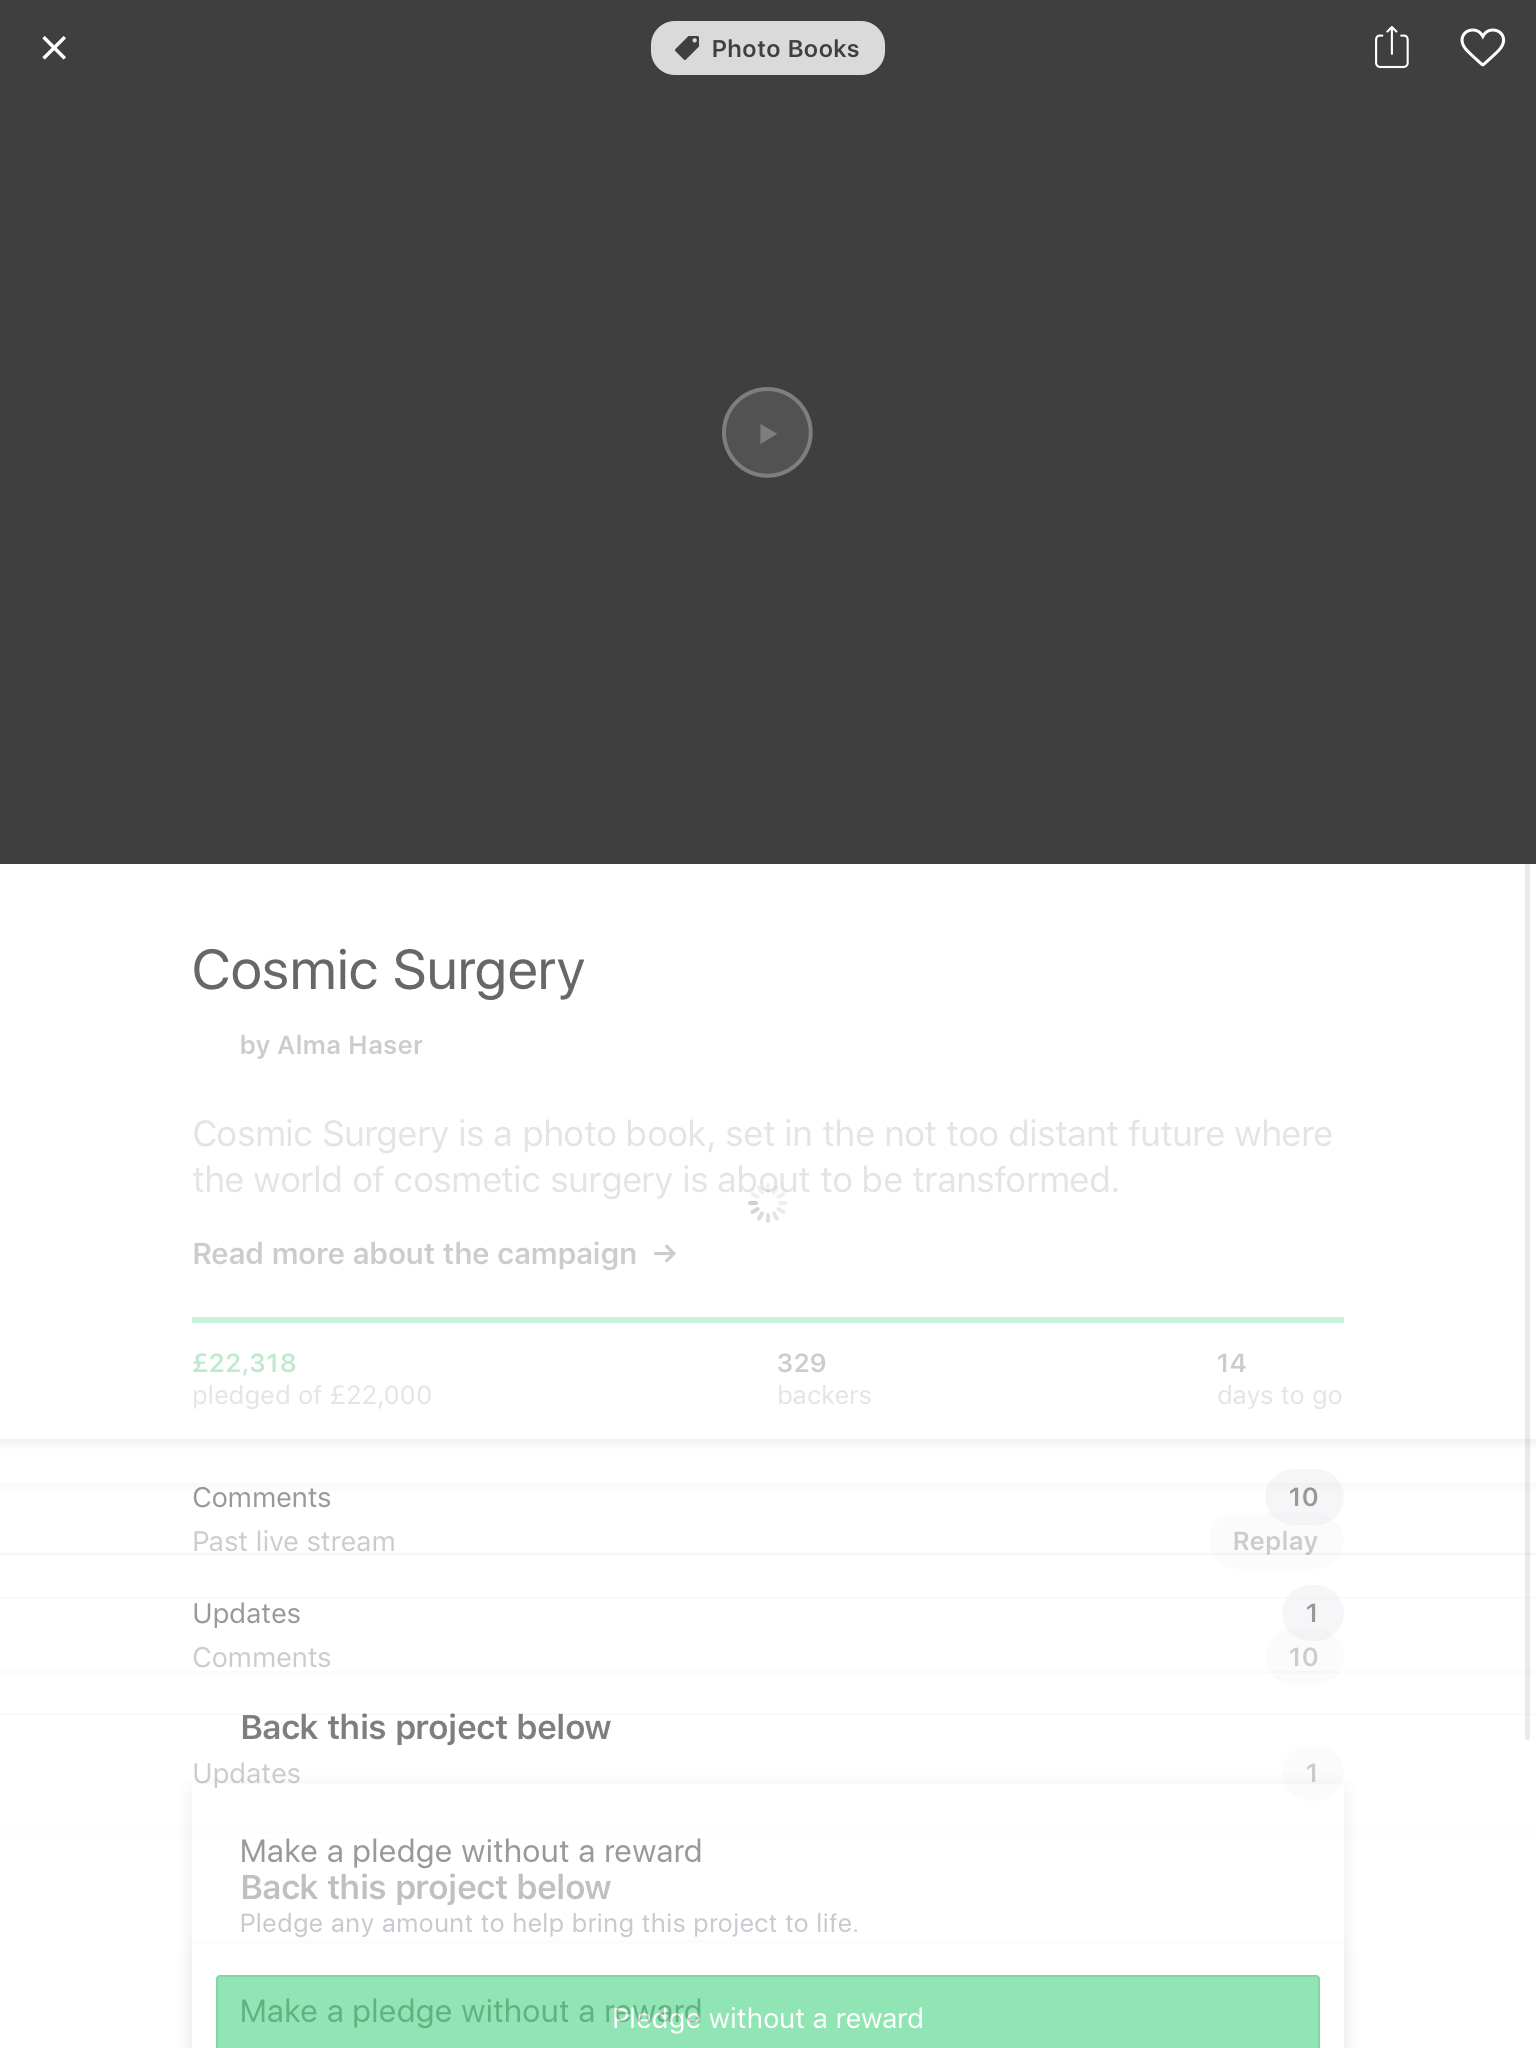 Photo Books
Cosmic Surgery
by Alma Haser
Cosmic Surgery is a photo book, set in the not too distant future where
the world of cosmetic surgery is about to be transformed.
Read more about the campaign →
£22,318
pledged of £22,000
329
backers
14
days to go
Comments
10
Past live stream
Replay
Updates
1
Comments
10
Back this project below
Updates
1
Make a pledge without a reward
Back this project below
Pledge any amount to help bring this project to life.
Make a pledge without a reward
Pledge without a reward